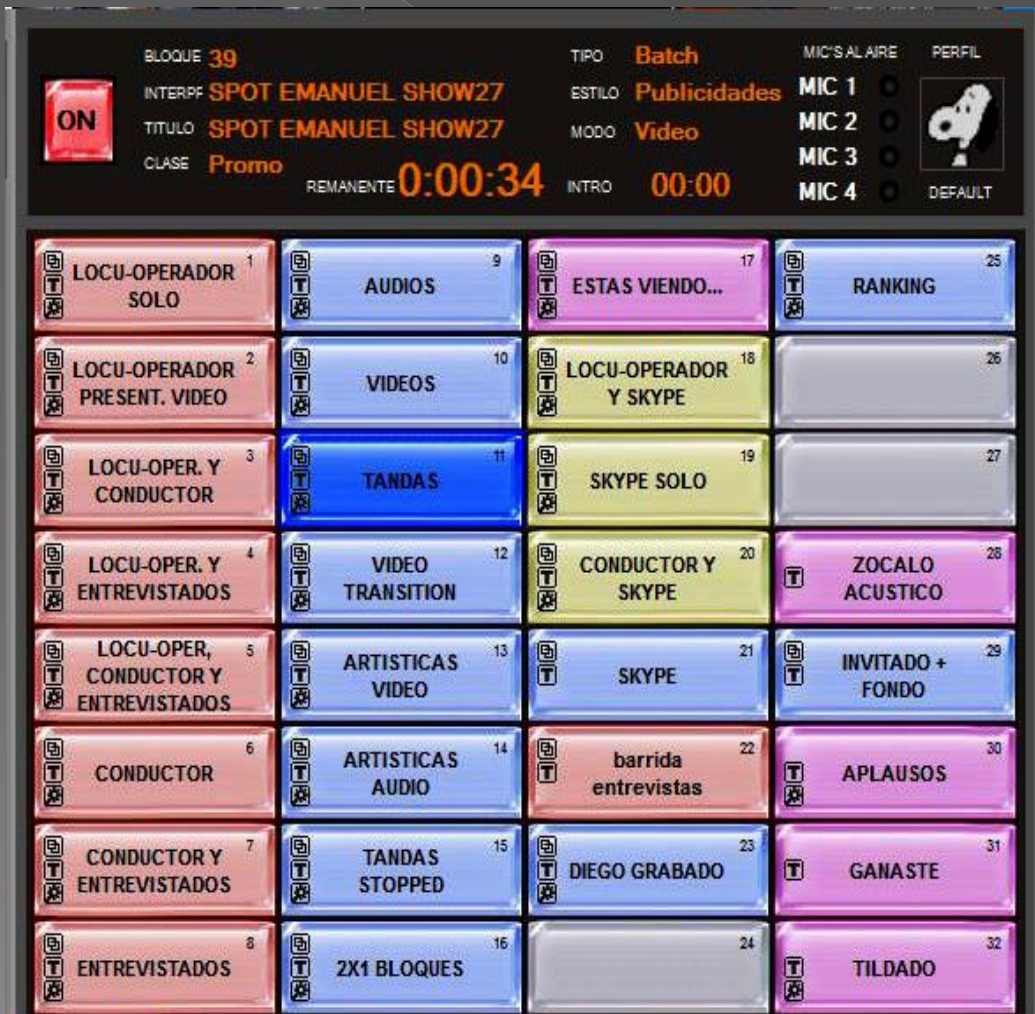 ON
BLOQUE 39
INTERPF SPOT EMANUEL SHOW27
TITULO SPOT EMANUEL SHOW27
CLASE Promo
REMANENTE 0:00:34
TIPO Batch
ESTILO Publicidades
MODO Video
INTRO 00:00
MIC'S AL AIRE
MIC 1
MIC 2
MIC 3
MIC 4
PERFIL
DEFAULT
1
LOCU-OPERADOR
SOLO
9
AUDIOS
17
ESTAS VIENDO...
25
RANKING
2
LOCU-OPERADOR
PRESENT. VIDEO
10
VIDEOS
18
LOCU-OPERADOR
Y SKYPE
26
3
LOCU-OPER. Y
CONDUCTOR
11
TANDAS
19
SKYPE SOLO
27
4
LOCU-OPER. Y
ENTREVISTADOS
12
VIDEO
TRANSITION
20
CONDUCTOR Y
SKYPE
28
ZOCALO
ACUSTICO
5
LOCU-OPER,
CONDUCTOR Y
ENTREVISTADOS
13
ARTISTICAS
VIDEO
21
SKYPE
29
INVITADO +
FONDO
6
CONDUCTOR
14
ARTISTICAS
AUDIO
22
barrida
entrevistas
30
APLAUSOS
7
CONDUCTOR Y
ENTREVISTADOS
15
TANDAS
STOPPED
23
DIEGO GRABADO
31
GANASTE
8
ENTREVISTADOS
16
2X1 BLOQUES
24
32
TILDADO